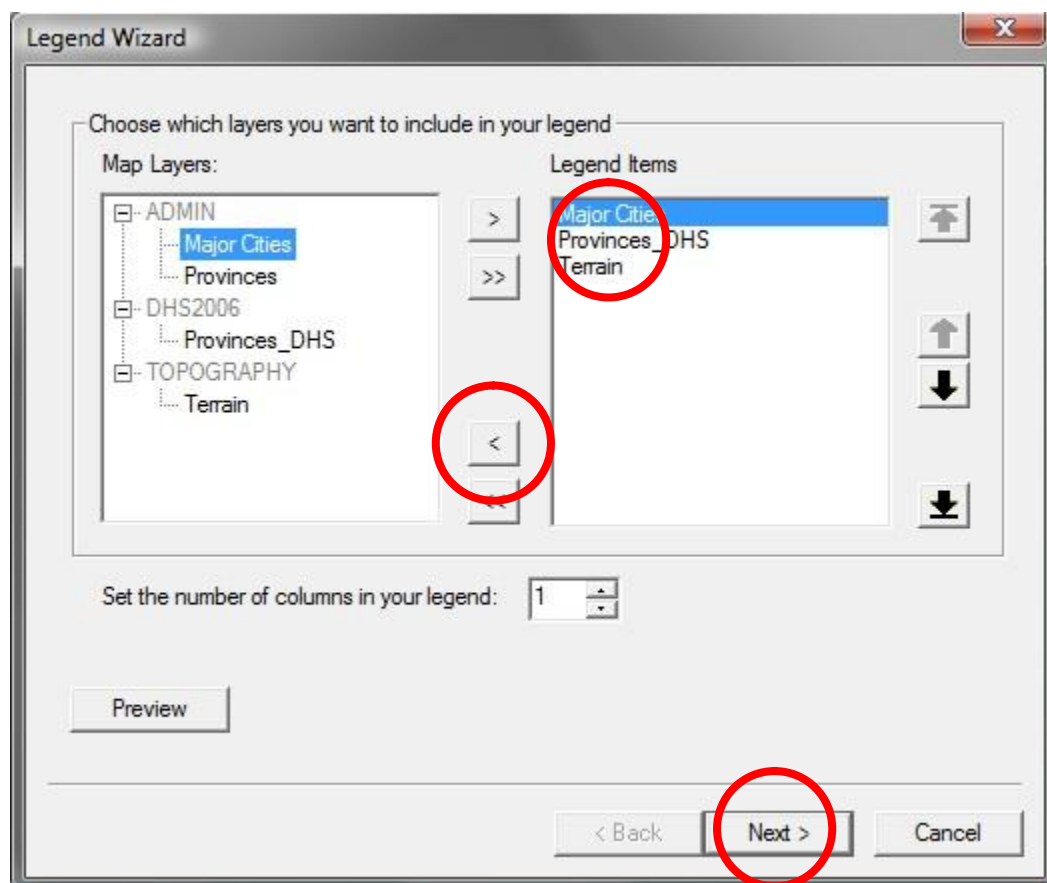 Legend Wizard
X
Choose which layers you want to include in your legend
Map Layers:
Legend Items
ADMIN
Major Cities
Provinces
DHS2006
Provinces_DHS
TOPOGRAPHY
Terrain
>
>>
<
<<
Major Cities
Provinces_DHS
Terrain
Set the number of columns in your legend: 1
Preview
< Back Next > Cancel